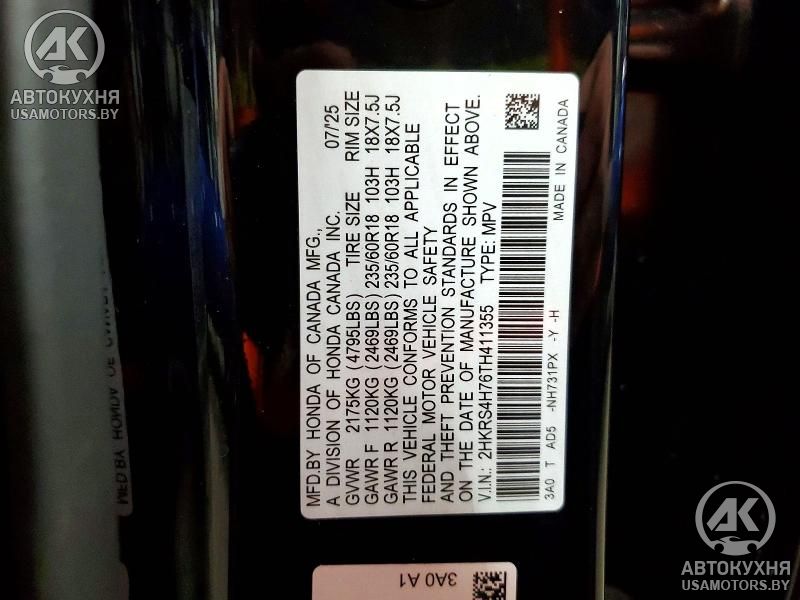 AK
АВТОКУХНЯ
USAMOTORS.BY
MFD.BY HONDA OF CANADA MFG.,
A DIVISION OF HONDA CANADA INC. 07/'25
GVWR 2175KG (4795LBS) TIRE SIZE RIM SIZE
GAWR F 1120KG (2469LBS) 235/60R18 103H 18X7.5J
GAWR R 1120KG (2469LBS) 235/60R18 103H 18X7.5J
THIS VEHICLE CONFORMS TO ALL APPLICABLE
FEDERAL MOTOR VEHICLE SAFETY
AND THEFT PREVENTION STANDARDS IN EFFECT
ON THE DATE OF MANUFACTURE SHOWN ABOVE.
V.I.N.: 2HKRS4H76TH411355 TYPE: MPV
3A0 T AD5 -NH731PX -Y -H
MADE IN CANADA
3A0 A1
AK
АВТОКУХНЯ
USAMOTORS.BY